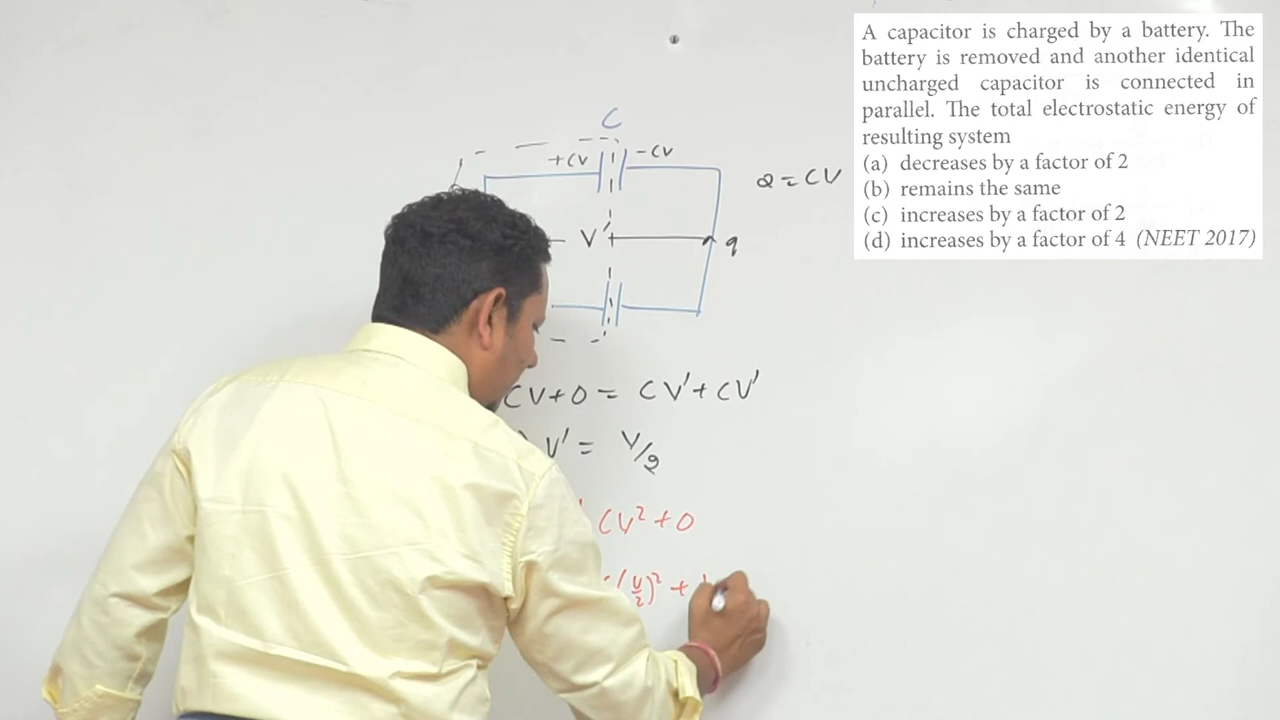 A capacitor is charged by a battery. The
battery is removed and another identical
uncharged capacitor is connected in
parallel. The total electrostatic energy of
resulting system
(a) decreases by a factor of 2
(b) remains the same
(c) increases by a factor of 2
(d) increases by a factor of 4 (NEET 2017)
C
+CV -CV
Q = CV
V'
q
CV+0 = CV'+CV'
V' = V/2
CV²+0
(V/2)² +